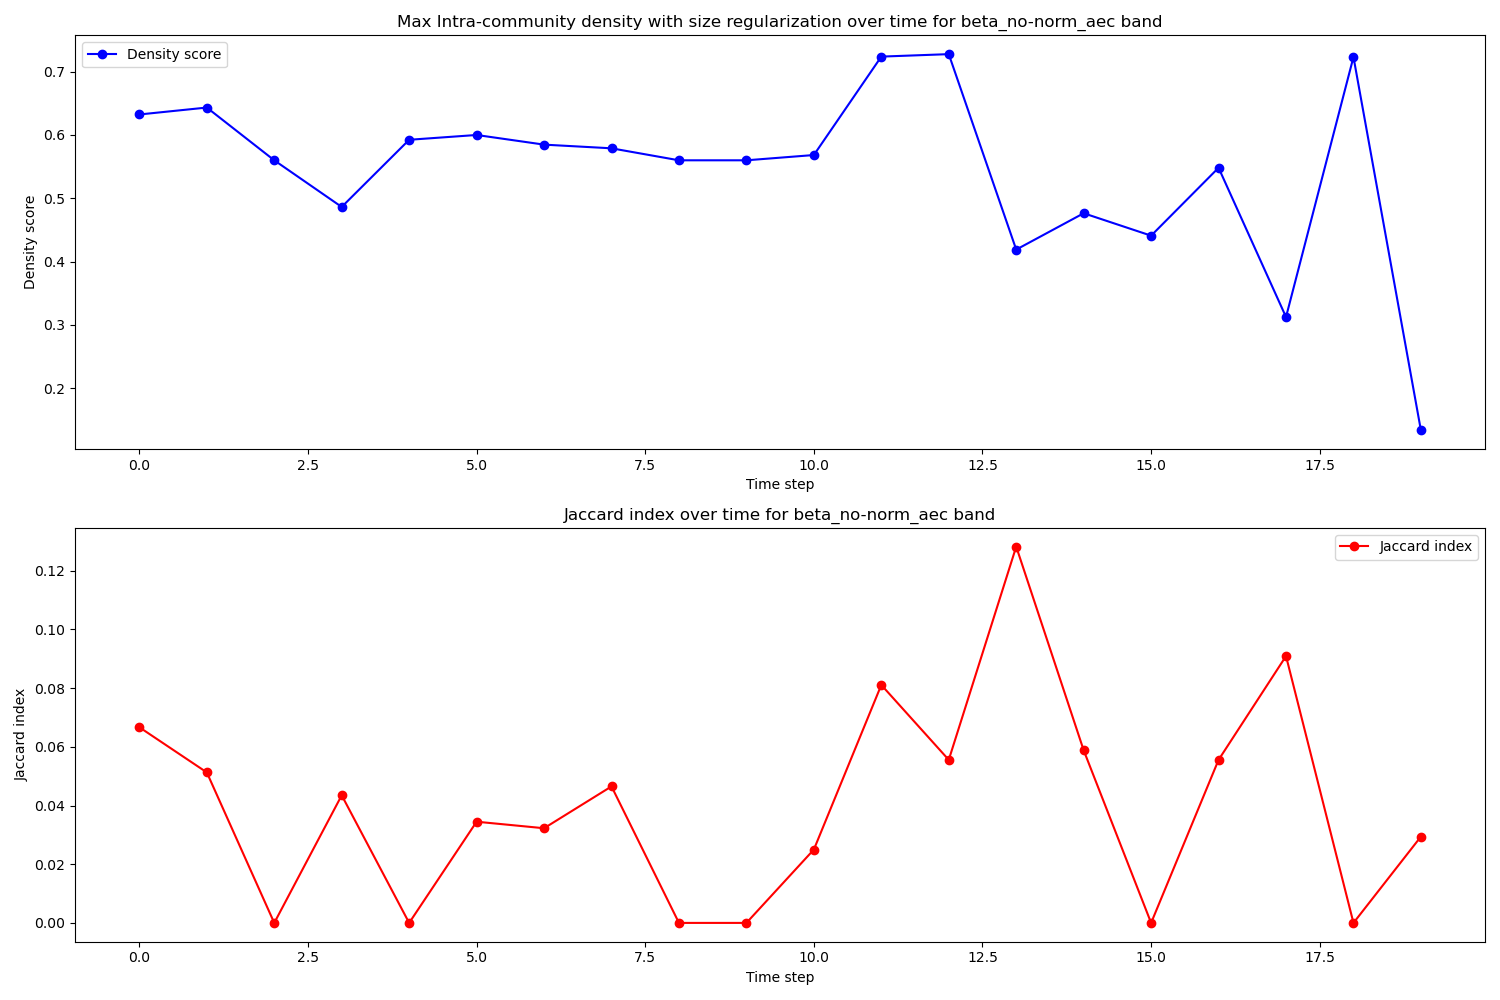 Max Intra-community density with size regularization over time for beta_no-norm_aec band
Density score
0.7
0.6
0.5
0.4
0.3
0.2
Density score
0.0 2.5 5.0 7.5 10.0 12.5 15.0 17.5
Time step
Jaccard index over time for beta_no-norm_aec band
Jaccard index
0.12
0.10
0.08
0.06
0.04
0.02
0.00
Jaccard index
0.0 2.5 5.0 7.5 10.0 12.5 15.0 17.5
Time step